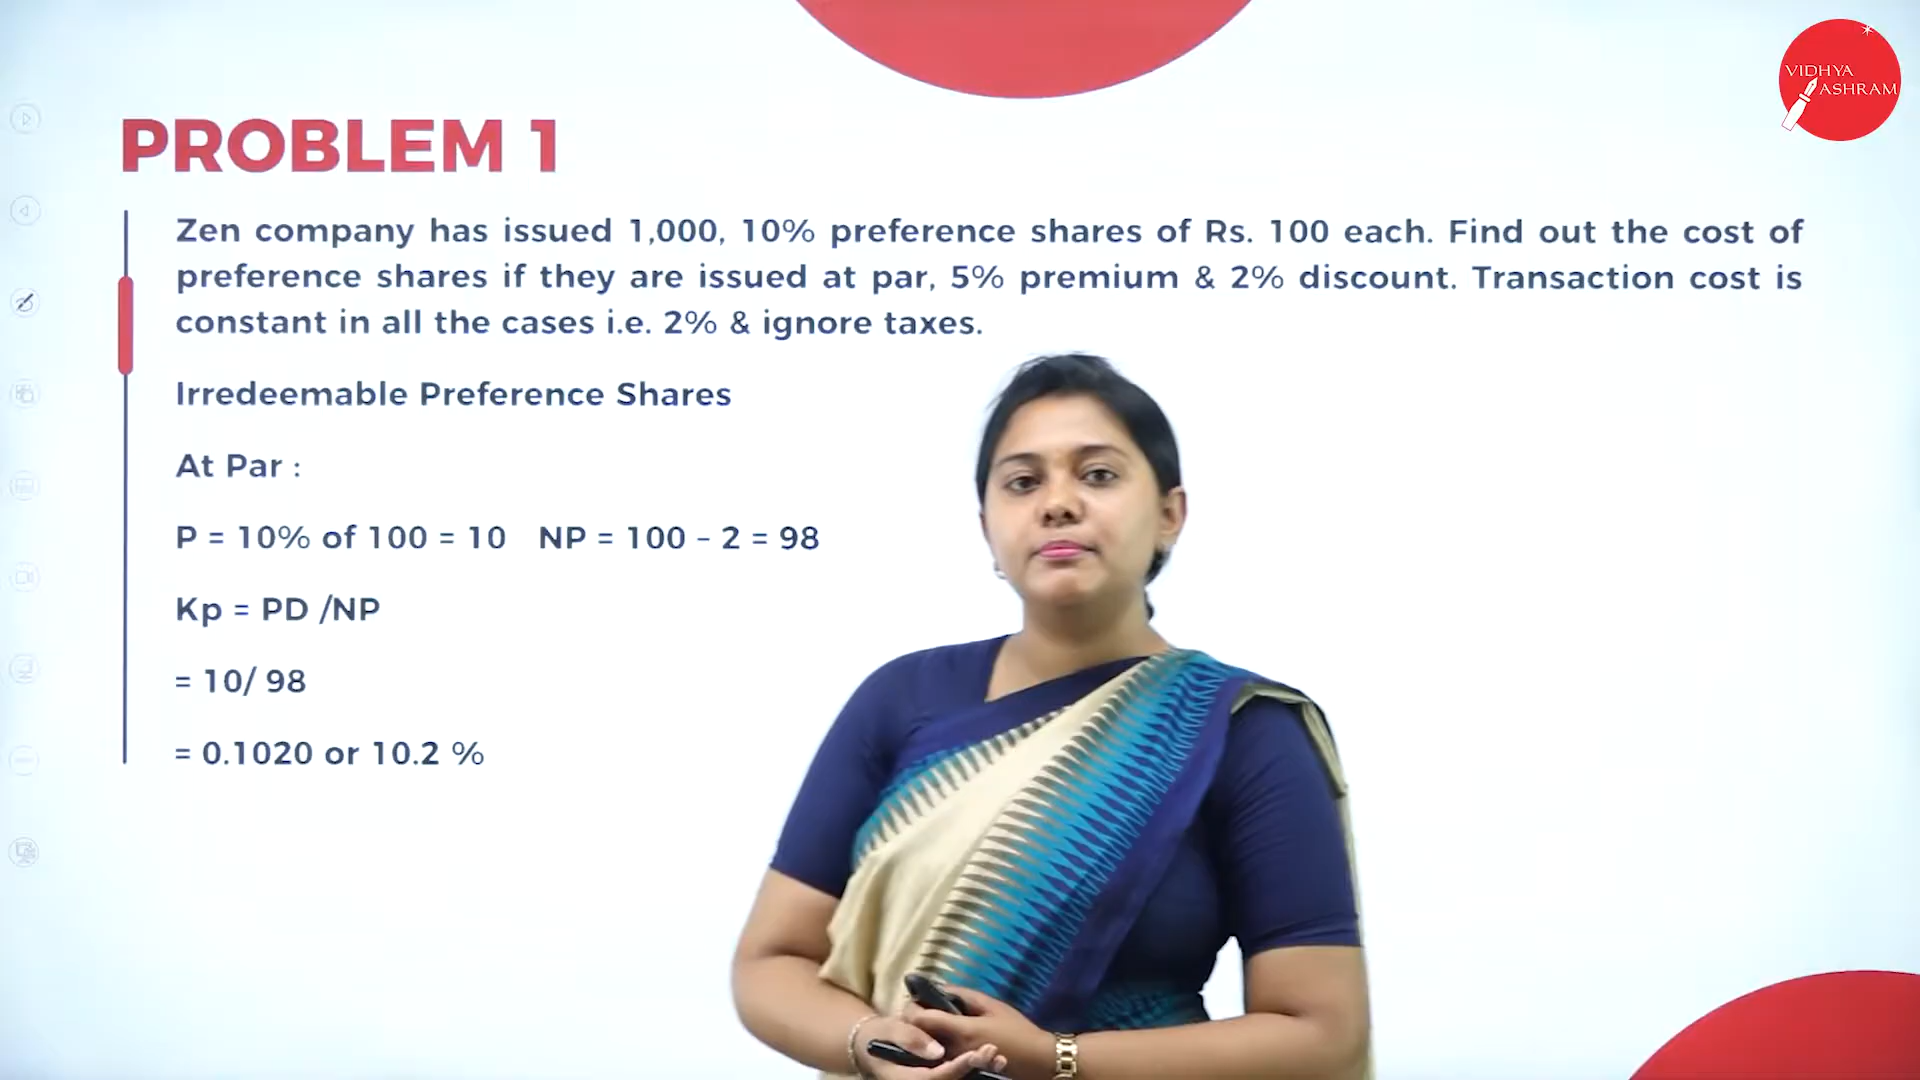 VIDHYA
ASHRAM
PROBLEM 1
Zen company has issued 1,000, 10% preference shares of Rs. 100 each. Find out the cost of
preference shares if they are issued at par, 5% premium & 2% discount. Transaction cost is
constant in all the cases i.e. 2% & ignore taxes.
Irredeemable Preference Shares
At Par :
P = 10% of 100 = 10 NP = 100 – 2 = 98
Kp = PD /NP
= 10/ 98
= 0.1020 or 10.2 %